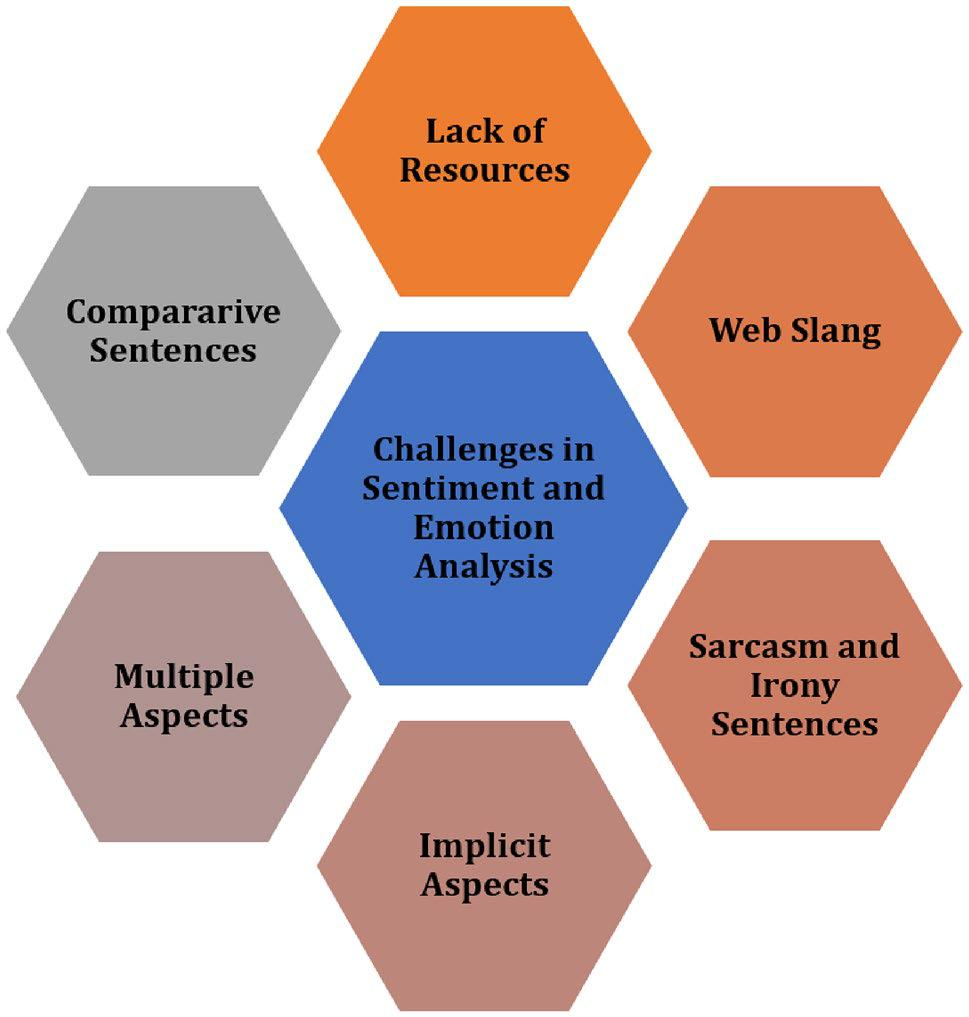 Lack of
Resources
Compararive
Sentences
Web Slang
Challenges in
Sentiment and
Emotion
Analysis
Multiple
Aspects
Sarcasm and
Irony
Sentences
Implicit
Aspects